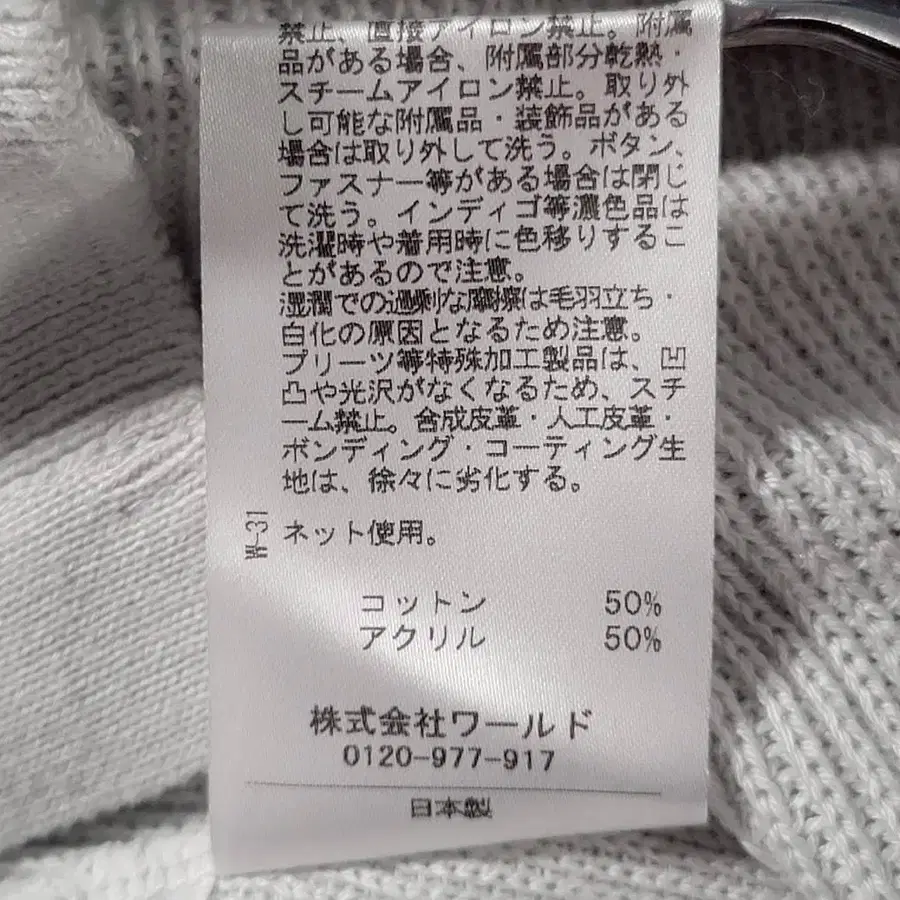 禁止、直接アイロン禁止。附属
品がある場合、附属部分乾熱・
スチームアイロン禁止。取り外
し可能な附属品・装飾品がある
場合は取り外して洗う。ボタン、
ファスナー等がある場合は閉じ
て洗う。インディゴ等濃色品は
洗濯時や着用時に色移りするこ
とがあるので注意。
湿潤での過剰な摩擦は毛羽立ち・
白化の原因となるため注意。
プリーツ等特殊加工製品は、凹
凸や光沢がなくなるため、スチ
ーム禁止。合成皮革・人工皮革・
ボンディング・コーティング生
地は、徐々に劣化する。
W-31
ネット使用。
コットン 50%
アクリル 50%
株式会社ワールド
0120-977-917
日本製